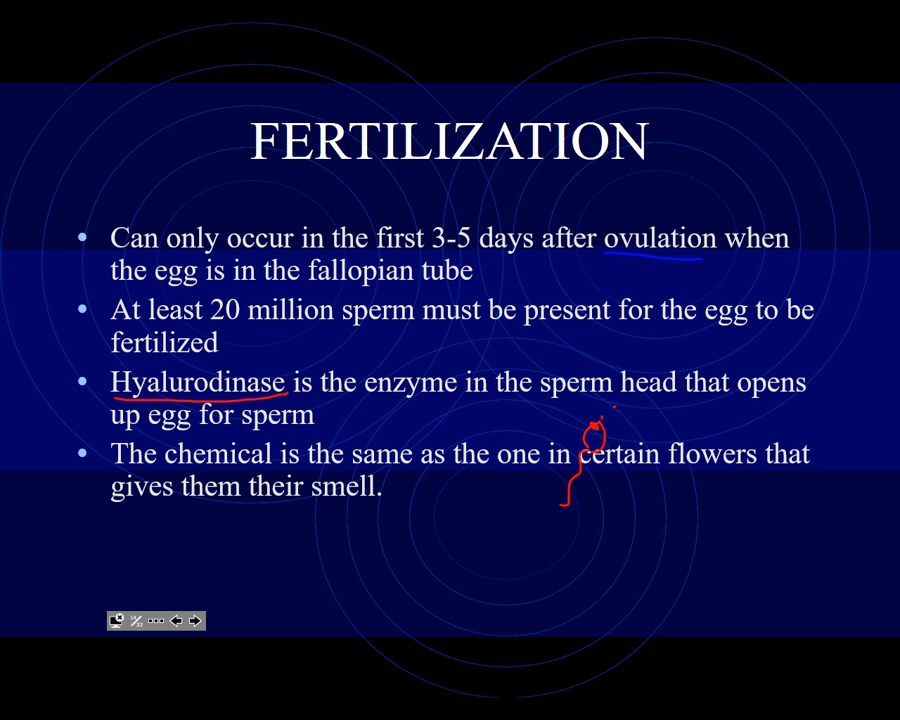 FERTILIZATION
• Can only occur in the first 3-5 days after ovulation when
the egg is in the fallopian tube
• At least 20 million sperm must be present for the egg to be
fertilized
• Hyalurodinase is the enzyme in the sperm head that opens
up egg for sperm
• The chemical is the same as the one in certain flowers that
gives them their smell.